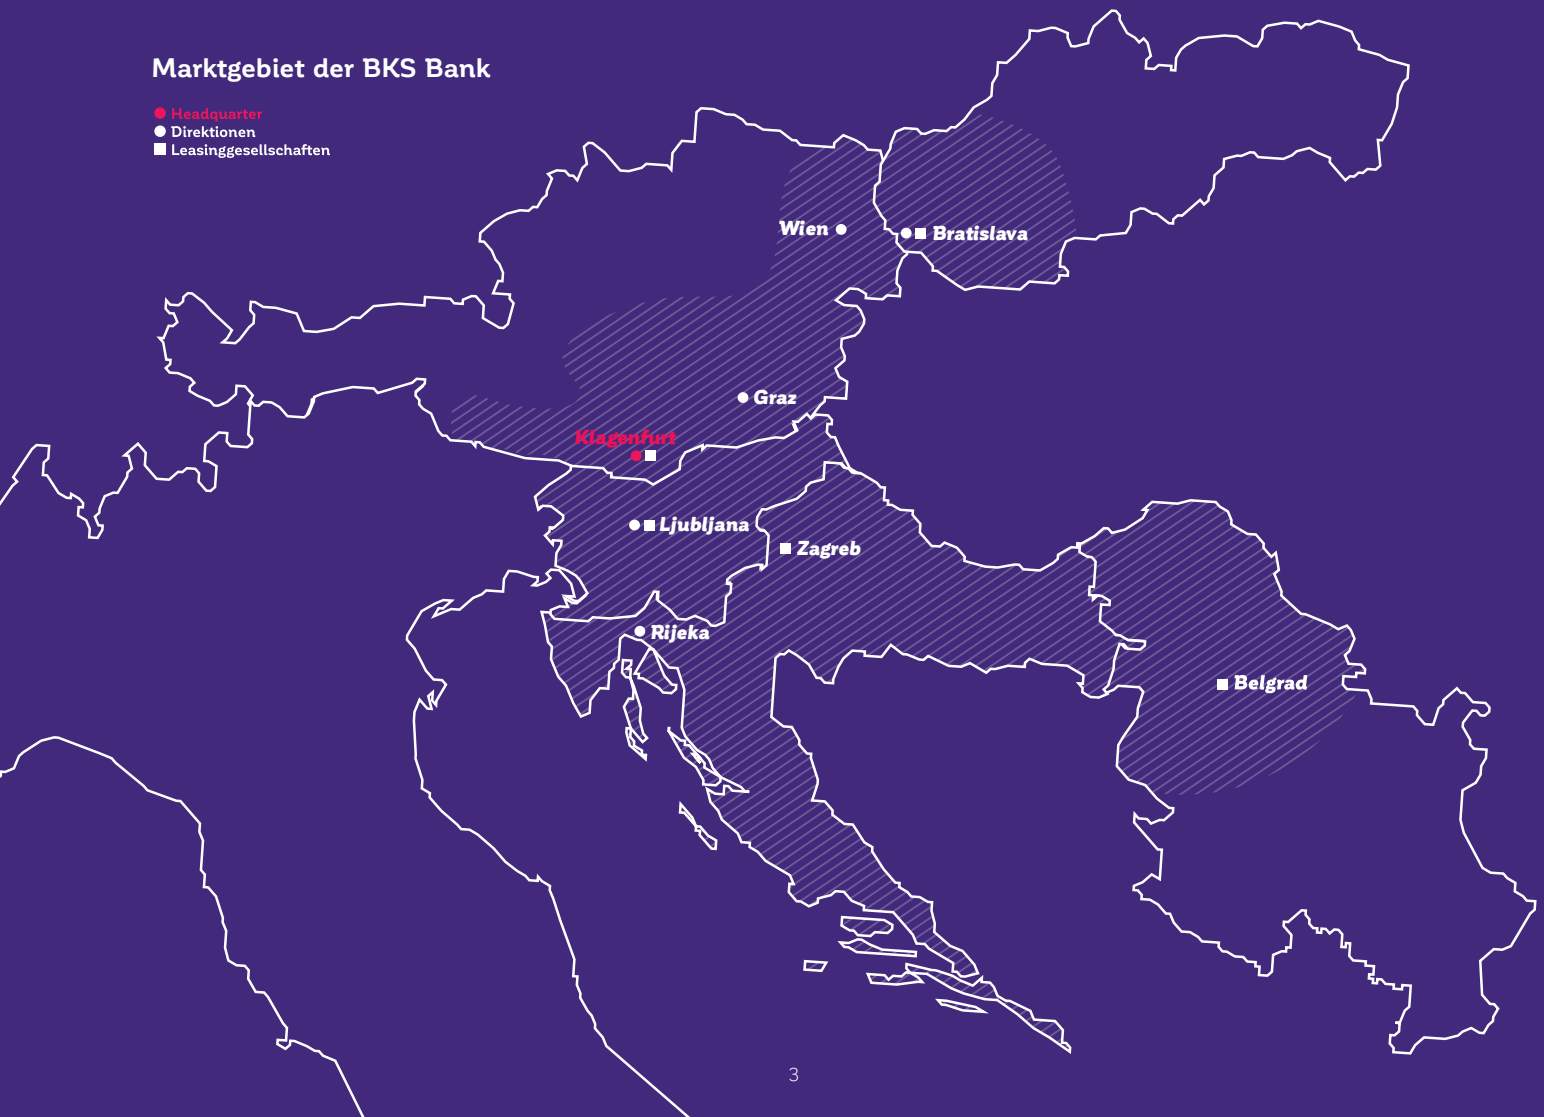 Marktgebiet der BKS Bank
Headquarter
Direktionen
Leasinggesellschaften
Wien
Bratislava
Graz
Klagenfurt
Ljubljana
Zagreb
Rijeka
Belgrad
3